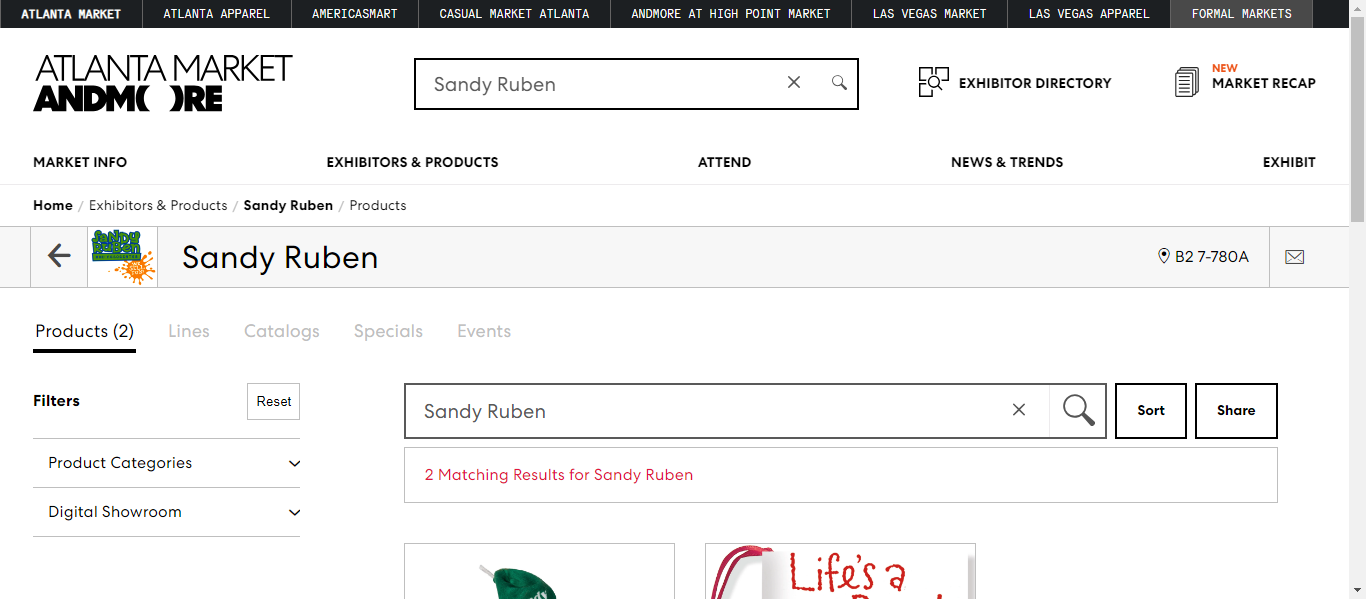 ATLANTA MARKET
ATLANTA APPAREL
AMERICASMART
CASUAL MARKET ATLANTA
ANDMORE AT HIGH POINT MARKET
LAS VEGAS MARKET
LAS VEGAS APPAREL
FORMAL MARKETS
ATLANTA MARKET
ANDM( )RE
Sandy Ruben
EXHIBITOR DIRECTORY
NEW
MARKET RECAP
MARKET INFO
EXHIBITORS & PRODUCTS
ATTEND
NEWS & TRENDS
EXHIBIT
Home / Exhibitors & Products / Sandy Ruben / Products
Sandy Ruben
Sandy Ruben
B2 7-780A
Products (2)
Lines
Catalogs
Specials
Events
Filters
Reset
Sandy Ruben
Sort
Share
Product Categories
2 Matching Results for Sandy Ruben
Digital Showroom
Life's a